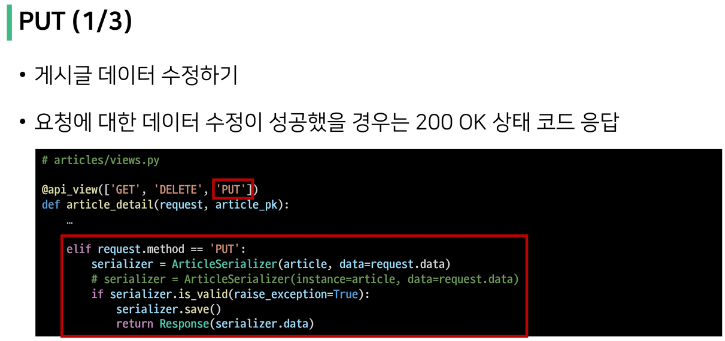 PUT (1/3)
• 게시글 데이터 수정하기
• 요청에 대한 데이터 수정이 성공했을 경우는 200 OK 상태 코드 응답
# articles/views.py
@api_view(['GET', 'DELETE', 'PUT'])
def article_detail(request, article_pk):
…
elif request.method == 'PUT':
serializer = ArticleSerializer(article, data=request.data)
# serializer = ArticleSerializer(instance=article, data=request.data)
if serializer.is_valid(raise_exception=True):
serializer.save()
return Response(serializer.data)